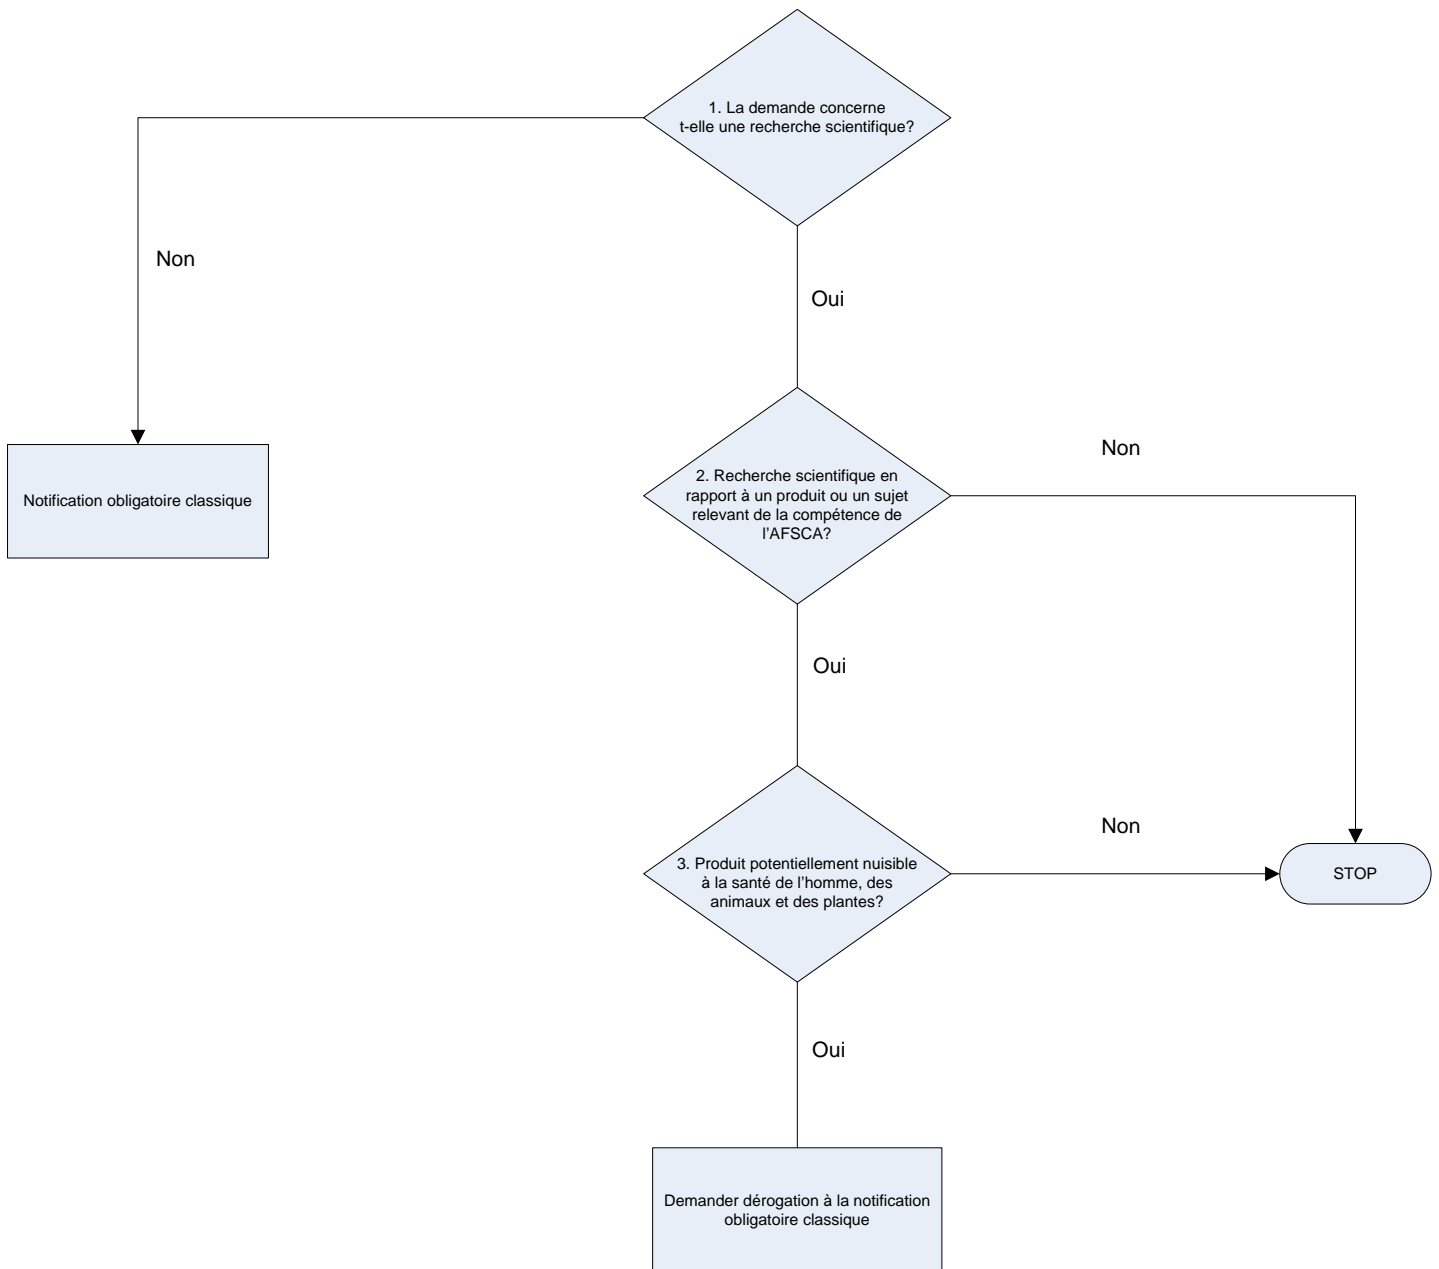 1. La demande concerne
t-elle une recherche scientifique?
Non
Oui
Notification obligatoire classique
2. Recherche scientifique en
rapport à un produit ou un sujet
relevant de la compétence de
l'AFSCA?
Non
Oui
3. Produit potentiellement nuisible
à la santé de l'homme, des
animaux et des plantes?
Non
STOP
Oui
Demander dérogation à la notification
obligatoire classique